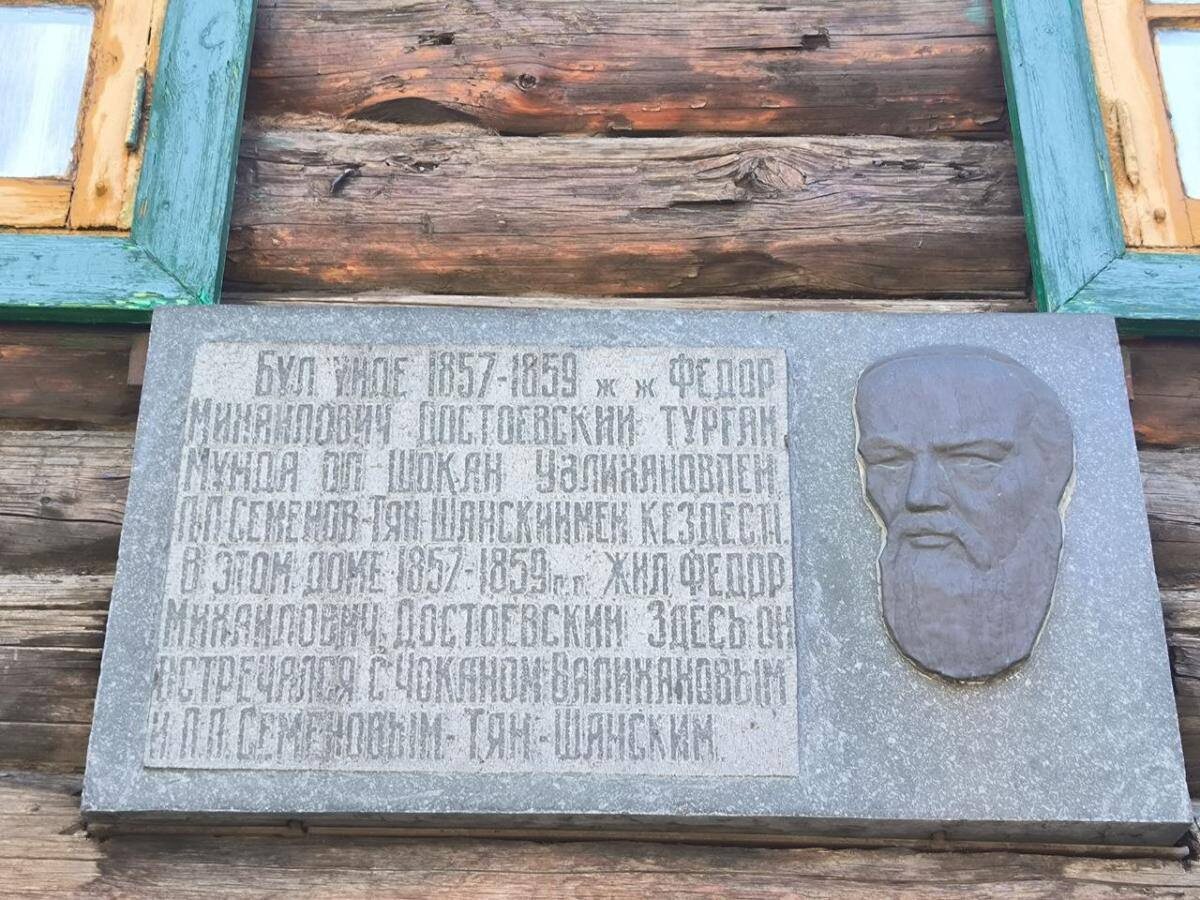 Бұл үйде 1857-1859 ж ж Федор
Михайлович Достоевский тұрған
Мұнда ол Шоқан Уәлихановпен
П.П.Семенов-Тян-Шанскиймен кездесті
В этом доме 1857-1859 г.г. жил Федор
Михайлович Достоевский Здесь он
встречался с Чоканом Валихановым
и П.П.Семеновым-Тян-Шанским.